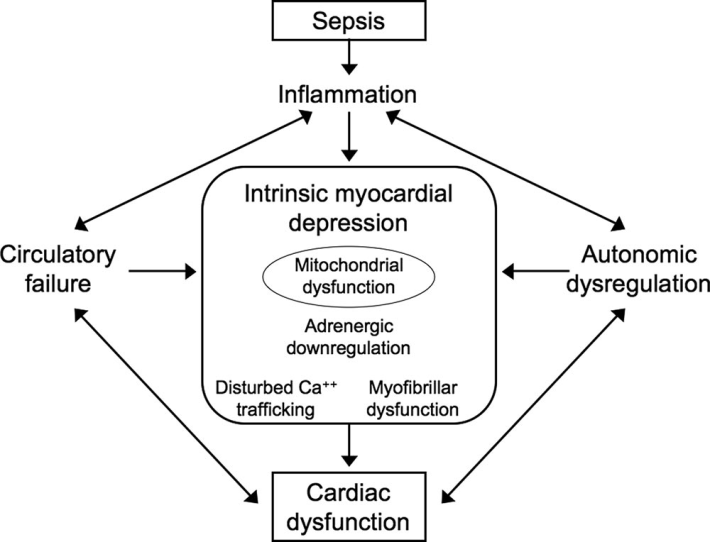 Sepsis
Inflammation
Intrinsic myocardial
depression
Circulatory
failure
Mitochondrial
dysfunction
Autonomic
dysregulation
Adrenergic
downregulation
Disturbed Ca⁺⁺
trafficking
Myofibrillar
dysfunction
Cardiac
dysfunction